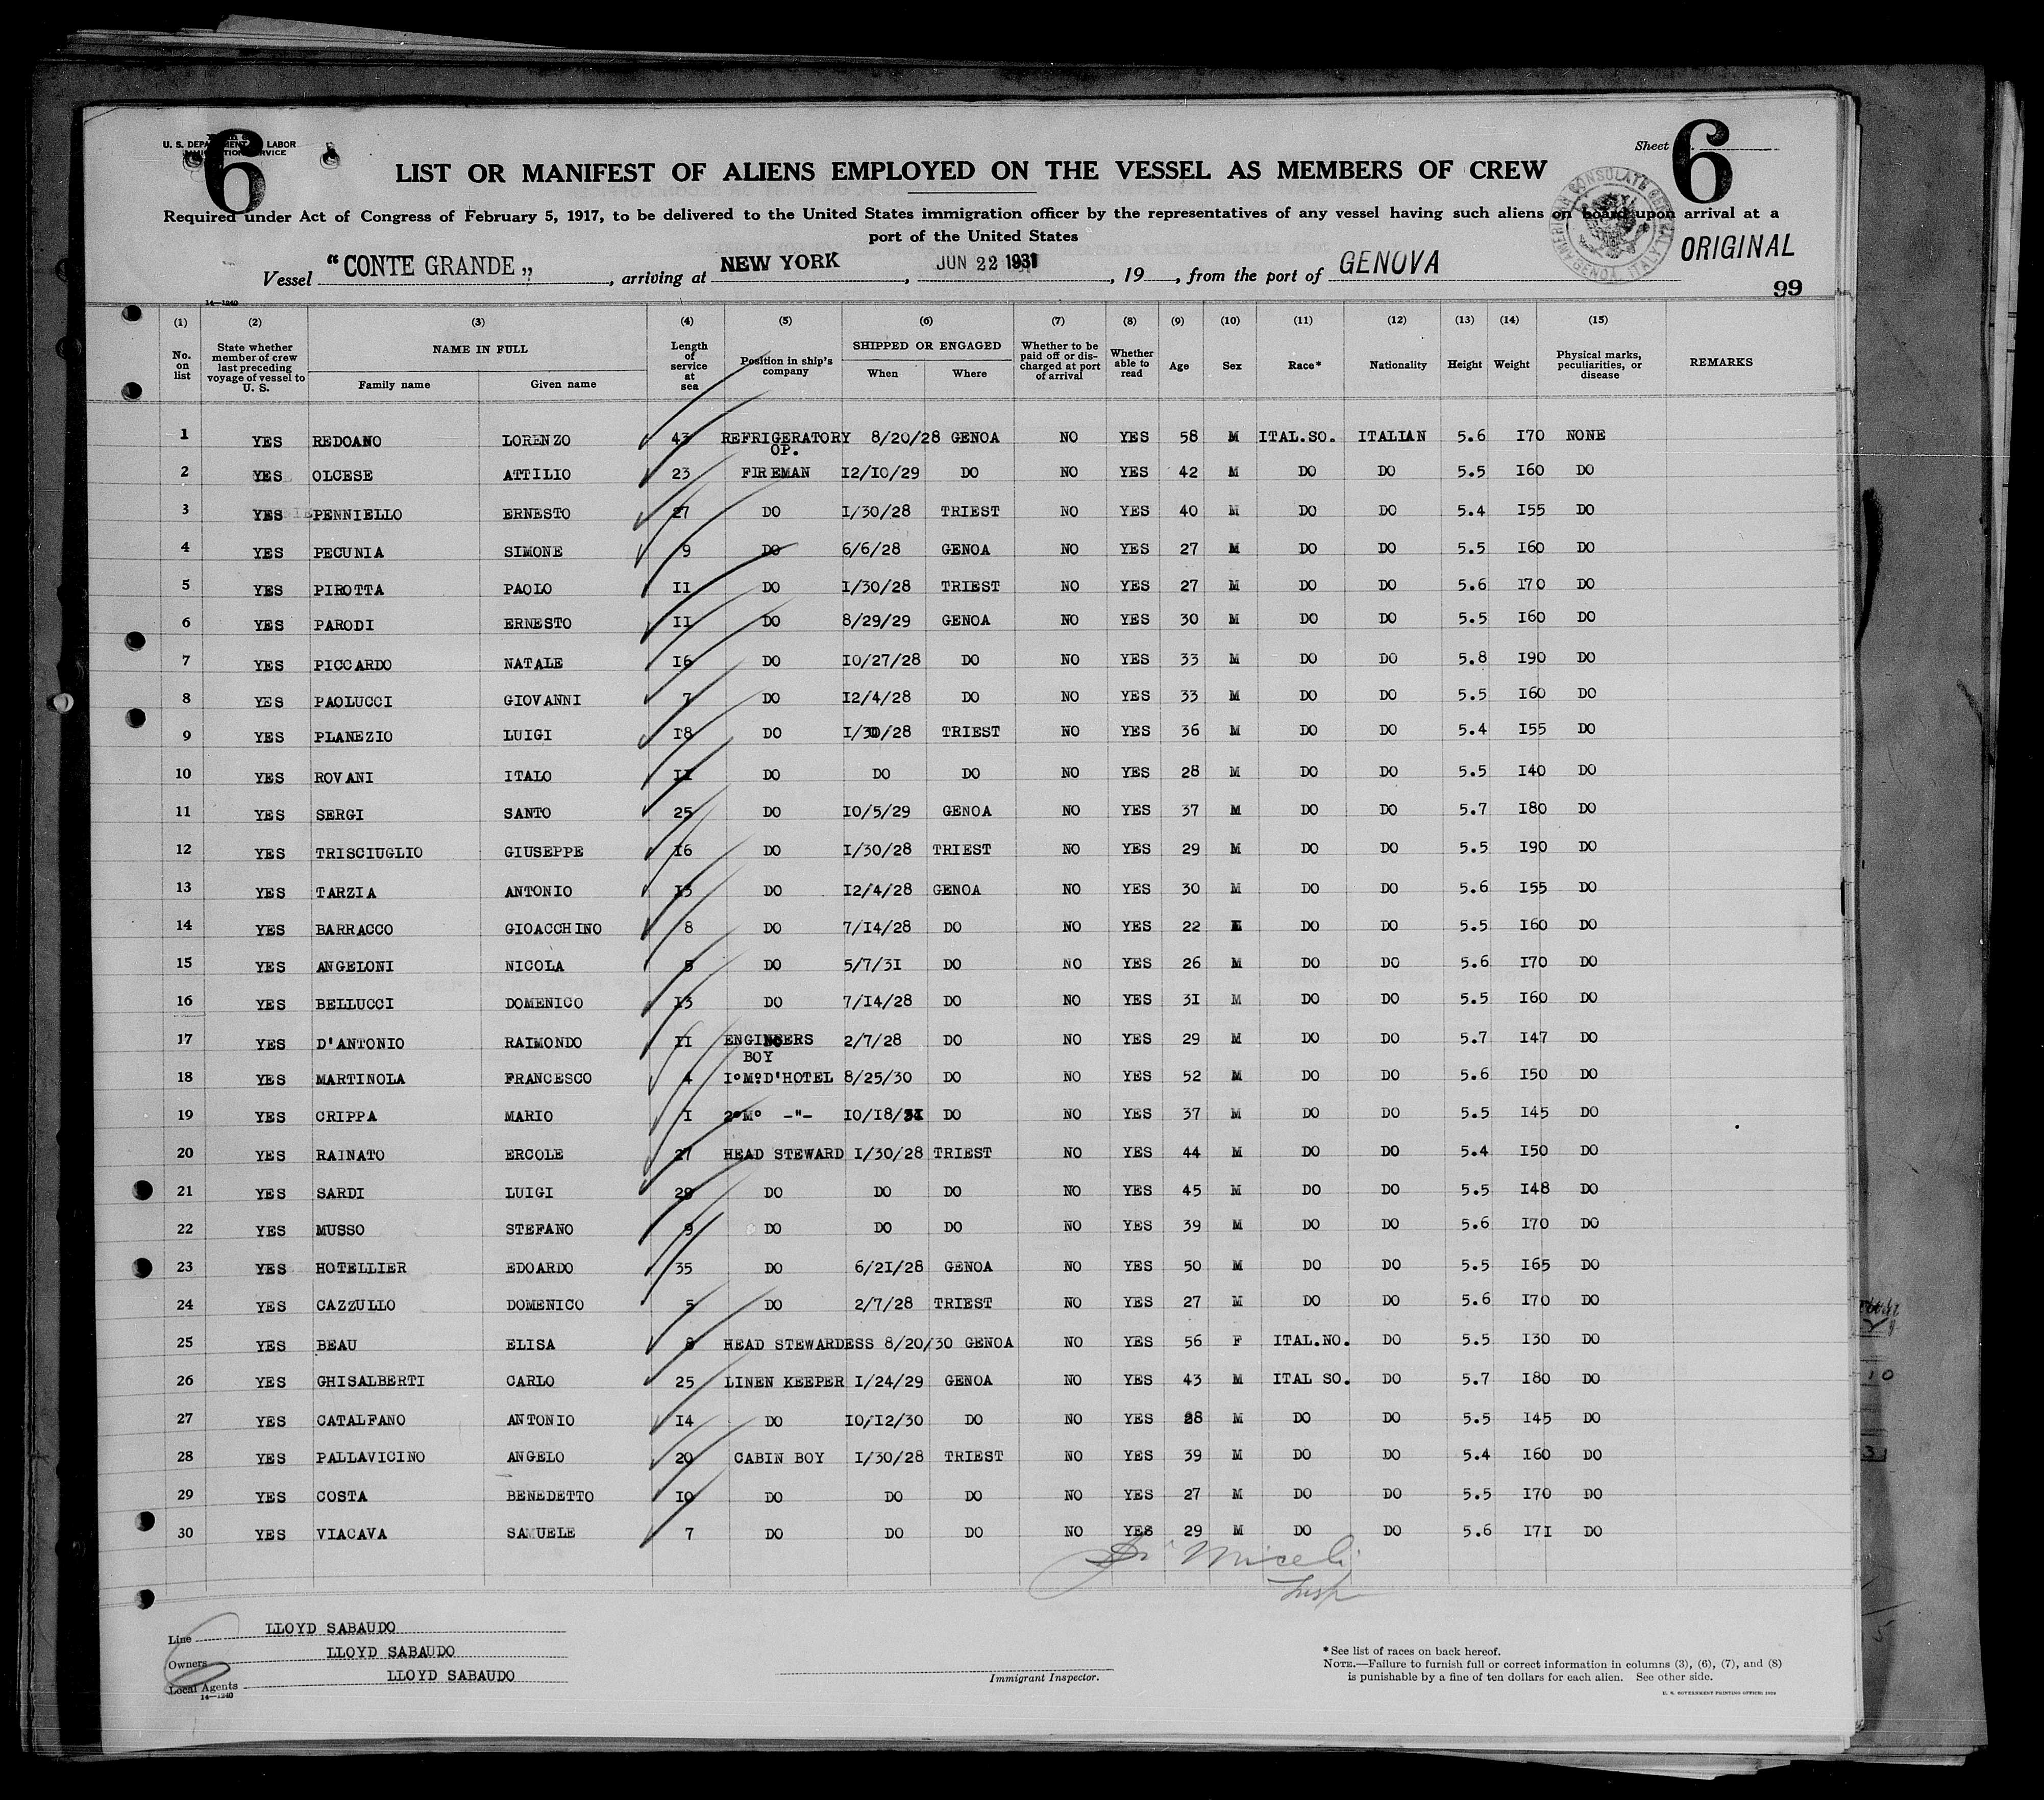 6
U. S. DEPARTMENT OF LABOR
IMMIGRATION SERVICE
Sheet 6
LIST OR MANIFEST OF ALIENS EMPLOYED ON THE VESSEL AS MEMBERS OF CREW
AMERICAN CONSULATE GENERAL GENOA, ITALY
Required under Act of Congress of February 5, 1917, to be delivered to the United States immigration officer by the representatives of any vessel having such aliens on board upon arrival at a
port of the United States
ORIGINAL
Vessel "CONTE GRANDE", arriving at NEW YORK, JUN 22 1931, 19, from the port of GENOVA
99
14—1240
(1) (2) (3) (4) (5) (6) (7) (8) (9) (10) (11) (12) (13) (14) (15)
No. on list State whether member of crew last preceding voyage of vessel to U. S. NAME IN FULL Family name Given name Length of service at sea Position in ship's company SHIPPED OR ENGAGED When Where Whether to be paid off or discharged at port of arrival Whether able to read Age Sex Race* Nationality Height Weight Physical marks, peculiarities, or disease REMARKS
1 YES REDOANO LORENZO 43 REFRIGERATORY OP. 8/20/28 GENOA NO YES 58 M ITAL.SO. ITALIAN 5.6 170 NONE
2 YES OLCESE ATTILIO 23 FIREMAN 12/10/29 DO NO YES 42 M DO DO 5.5 160 DO
3 YES PENNIELLO ERNESTO 27 DO 1/30/28 TRIEST NO YES 40 M DO DO 5.4 155 DO
4 YES PECUNIA SIMONE 9 DO 6/6/28 GENOA NO YES 27 M DO DO 5.5 160 DO
5 YES PIROTTA PAOLO 11 DO 1/30/28 TRIEST NO YES 27 M DO DO 5.6 170 DO
6 YES PARODI ERNESTO 11 DO 8/29/29 GENOA NO YES 30 M DO DO 5.5 160 DO
7 YES PICCARDO NATALE 16 DO 10/27/28 DO NO YES 33 M DO DO 5.8 190 DO
8 YES PAOLUCCI GIOVANNI 7 DO 12/4/28 DO NO YES 33 M DO DO 5.5 160 DO
9 YES PLANEZIO LUIGI 18 DO 1/30/28 TRIEST NO YES 36 M DO DO 5.4 155 DO
10 YES ROVANI ITALO 11 DO DO DO NO YES 28 M DO DO 5.5 140 DO
11 YES SERGI SANTO 25 DO 10/5/29 GENOA NO YES 37 M DO DO 5.7 180 DO
12 YES TRISCIUGLIO GIUSEPPE 16 DO 1/30/28 TRIEST NO YES 29 M DO DO 5.5 190 DO
13 YES TARZIA ANTONIO 13 DO 12/4/28 GENOA NO YES 30 M DO DO 5.6 155 DO
14 YES BARRACCO GIOACCHINO 8 DO 7/14/28 DO NO YES 22 DO DO 5.5 160 DO
15 YES ANGELONI NICOLA 5 DO 5/7/31 DO NO YES 26 M DO DO 5.6 170 DO
16 YES BELLUCCI DOMENICO 13 DO 7/14/28 DO NO YES 31 M DO DO 5.5 160 DO
17 YES D'ANTONIO RAIMONDO 11 ENGINEERS BOY 2/7/28 DO NO YES 29 M DO DO 5.7 147 DO
18 YES MARTINOLA FRANCESCO 4 1°M°D'HOTEL 8/25/30 DO NO YES 52 M DO DO 5.6 150 DO
19 YES CRIPPA MARIO 1 2°M° -"- 10/18/31 DO NO YES 37 M DO DO 5.5 145 DO
20 YES RAINATO ERCOLE 27 HEAD STEWARD 1/30/28 TRIEST NO YES 44 M DO DO 5.4 150 DO
21 YES SARDI LUIGI 28 DO DO DO NO YES 45 M DO DO 5.5 148 DO
22 YES MUSSO STEFANO 9 DO DO DO NO YES 39 M DO DO 5.6 170 DO
23 YES HOTELLIER EDOARDO 35 DO 6/21/28 GENOA NO YES 50 M DO DO 5.5 165 DO
24 YES CAZZULLO DOMENICO 5 DO 2/7/28 TRIEST NO YES 27 M DO DO 5.6 170 DO
25 YES BEAU ELISA 8 HEAD STEWARDESS 8/20/30 GENOA NO YES 56 F ITAL.NO. DO 5.5 130 DO
26 YES GHISALBERTI CARLO 25 LINEN KEEPER 1/24/29 GENOA NO YES 43 M ITAL SO. DO 5.7 180 DO
27 YES CATALFANO ANTONIO 14 DO 10/12/30 DO NO YES 28 M DO DO 5.5 145 DO
28 YES PALLAVICINO ANGELO 20 CABIN BOY 1/30/28 TRIEST NO YES 39 M DO DO 5.4 160 DO
29 YES COSTA BENEDETTO 10 DO DO DO NO YES 27 M DO DO 5.5 170 DO
30 YES VIACAVA SAMUELE 7 DO DO DO NO YES 29 M DO DO 5.6 171 DO
Miceli
Insp
Line LLOYD SABAUDO
Owners LLOYD SABAUDO
Local Agents LLOYD SABAUDO
14—1240
Immigrant Inspector.
*See list of races on back hereof.
NOTE.—Failure to furnish full or correct information in columns (3), (6), (7), and (8)
is punishable by a fine of ten dollars for each alien. See other side.
U. S. GOVERNMENT PRINTING OFFICE: 1929